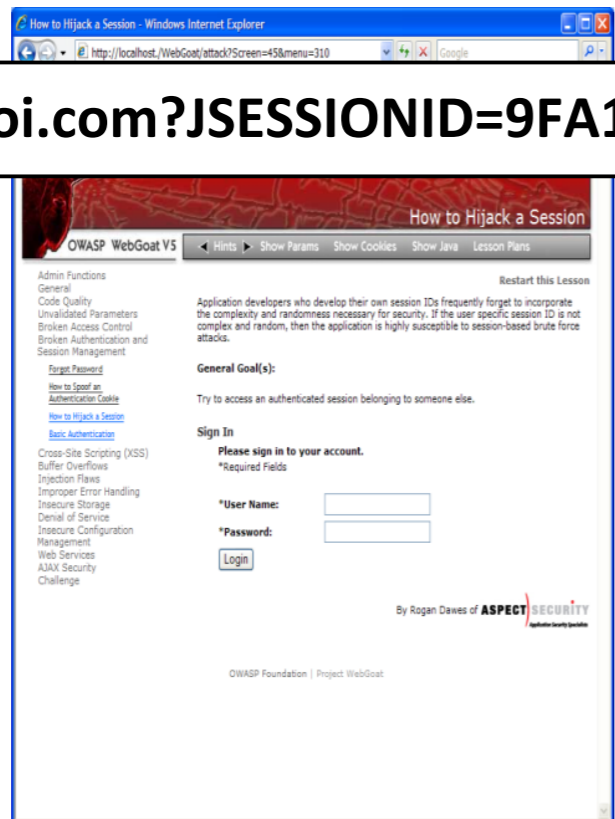 How to Hijack a Session - Windows Internet Explorer
http://localhost./WebGoat/attack?Screen=45&menu=310
Google
oi.com?JSESSIONID=9FA1
How to Hijack a Session
OWASP WebGoat V5
Hints Show Params Show Cookies Show Java Lesson Plans
Admin Functions
General
Code Quality
Unvalidated Parameters
Broken Access Control
Broken Authentication and
Session Management
Forgot Password
How to Spoof an
Authentication Cookie
How to Hijack a Session
Basic Authentication
Cross-Site Scripting (XSS)
Buffer Overflows
Injection Flaws
Improper Error Handling
Insecure Storage
Denial of Service
Insecure Configuration
Management
Web Services
AJAX Security
Challenge
Restart this Lesson
Application developers who develop their own session IDs frequently forget to incorporate
the complexity and randomness necessary for security. If the user specific session ID is not
complex and random, then the application is highly susceptible to session-based brute force
attacks.
General Goal(s):
Try to access an authenticated session belonging to someone else.
Sign In
Please sign in to your account.
*Required Fields
*User Name:
*Password:
Login
By Rogan Dawes of ASPECT SECURITY
Application Security Specialists
OWASP Foundation | Project WebGoat